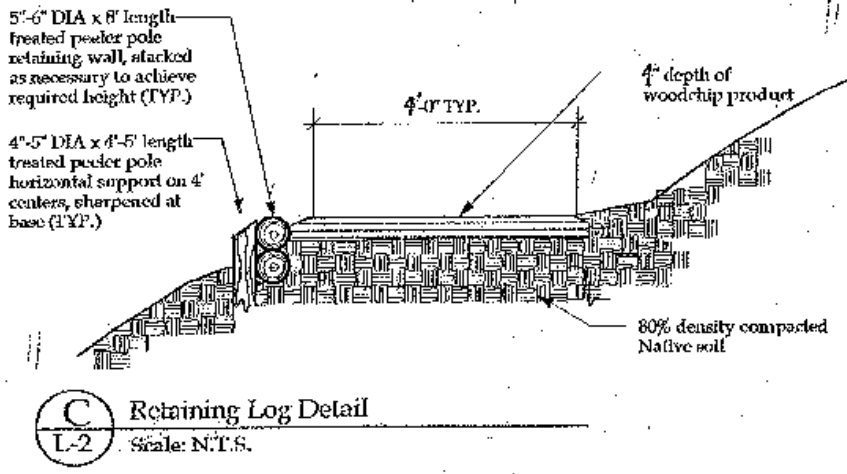 5"-6" DIA x 8' length
treated peeler pole
retaining wall, stacked
as necessary to achieve
required height (TYP.)
4"-5" DIA x 4'-5' length
treated peeler pole
horizontal support on 4'
centers, sharpened at
base (TYP.)
4'-0" TYP.
4" depth of
woodchip product
80% density compacted
Native soil
C
L-2
Retaining Log Detail
Scale: N.T.S.